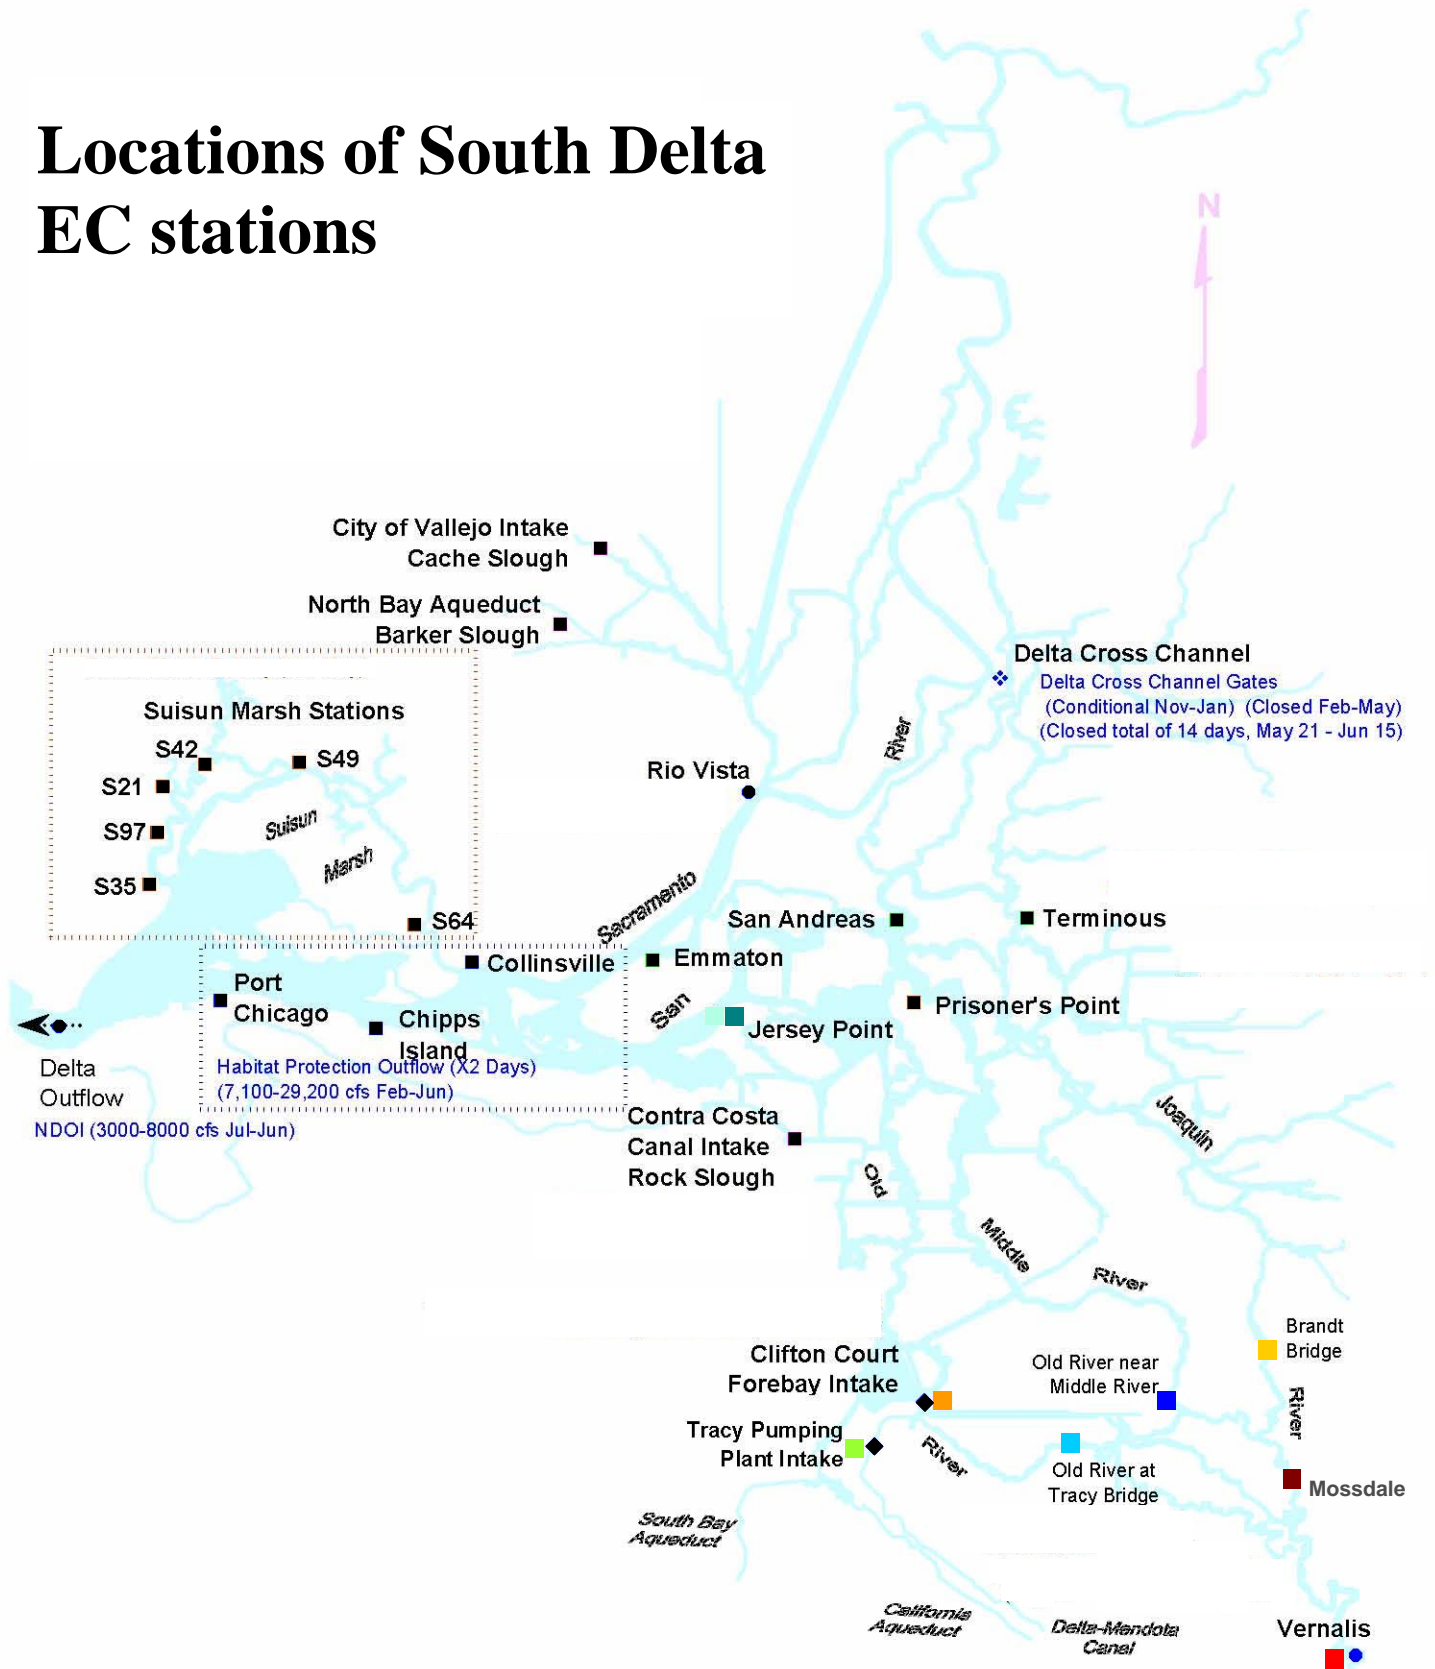 Locations of South Delta
EC stations
N
City of Vallejo Intake
Cache Slough
North Bay Aqueduct
Barker Slough
Delta Cross Channel
Delta Cross Channel Gates
(Conditional Nov-Jan) (Closed Feb-May)
(Closed total of 14 days, May 21 - Jun 15)
Suisun Marsh Stations
S42
S49
S21
S97
S35
S64
Suisun
Marsh
River
Rio Vista
Sacramento
San Andreas
Terminous
Emmaton
Collinsville
Port
Chicago
Chipps
Island
San
Jersey Point
Prisoner's Point
Delta
Outflow
Habitat Protection Outflow (X2 Days)
(7,100-29,200 cfs Feb-Jun)
NDOI (3000-8000 cfs Jul-Jun)
Contra Costa
Canal Intake
Rock Slough
Joaquin
Old
Middle
River
Brandt
Bridge
Clifton Court
Forebay Intake
Old River near
Middle River
River
Tracy Pumping
Plant Intake
River
Old River at
Tracy Bridge
Mossdale
South Bay
Aqueduct
California
Aqueduct
Delta-Mendota
Canal
Vernalis